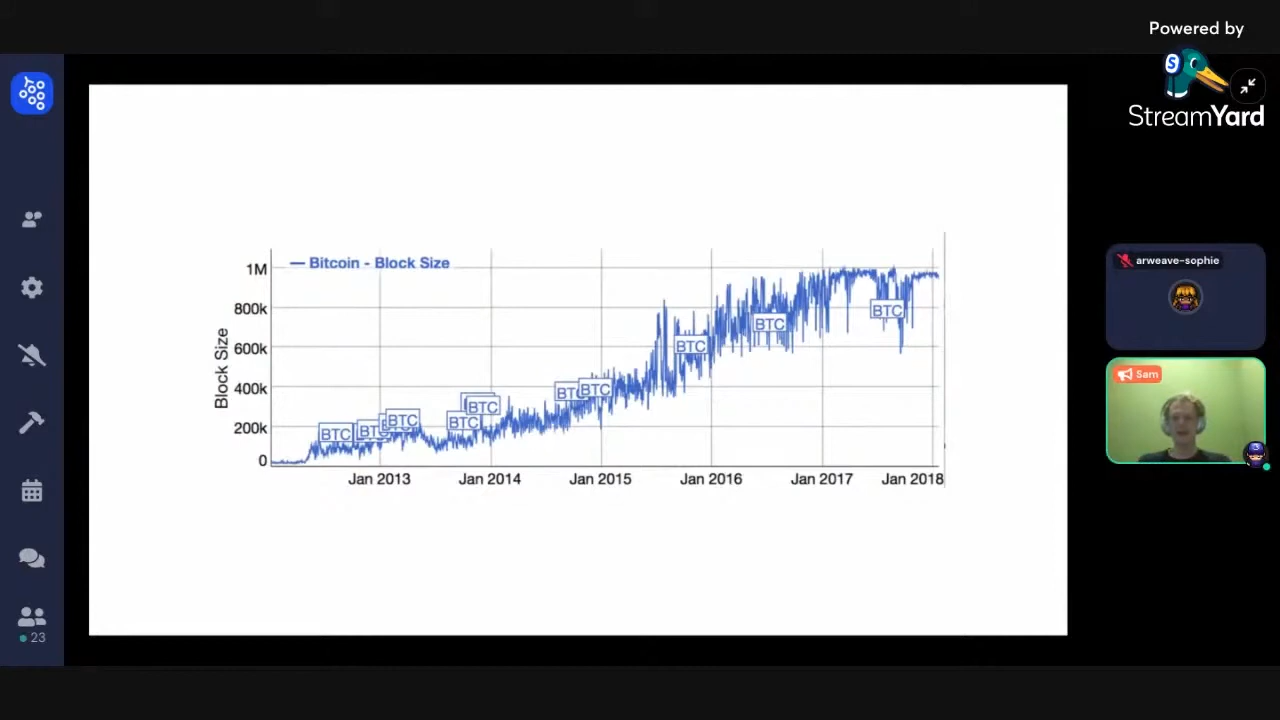 Powered by
S
StreamYard
Bitcoin - Block Size
Block Size
1M
800k
600k
400k
200k
0
BTC
BTC
BTC
BTC
BTC
BTC
BTC
BTC
BTC
BTC
Jan 2013
Jan 2014
Jan 2015
Jan 2016
Jan 2017
Jan 2018
arweave-sophie
Sam
23